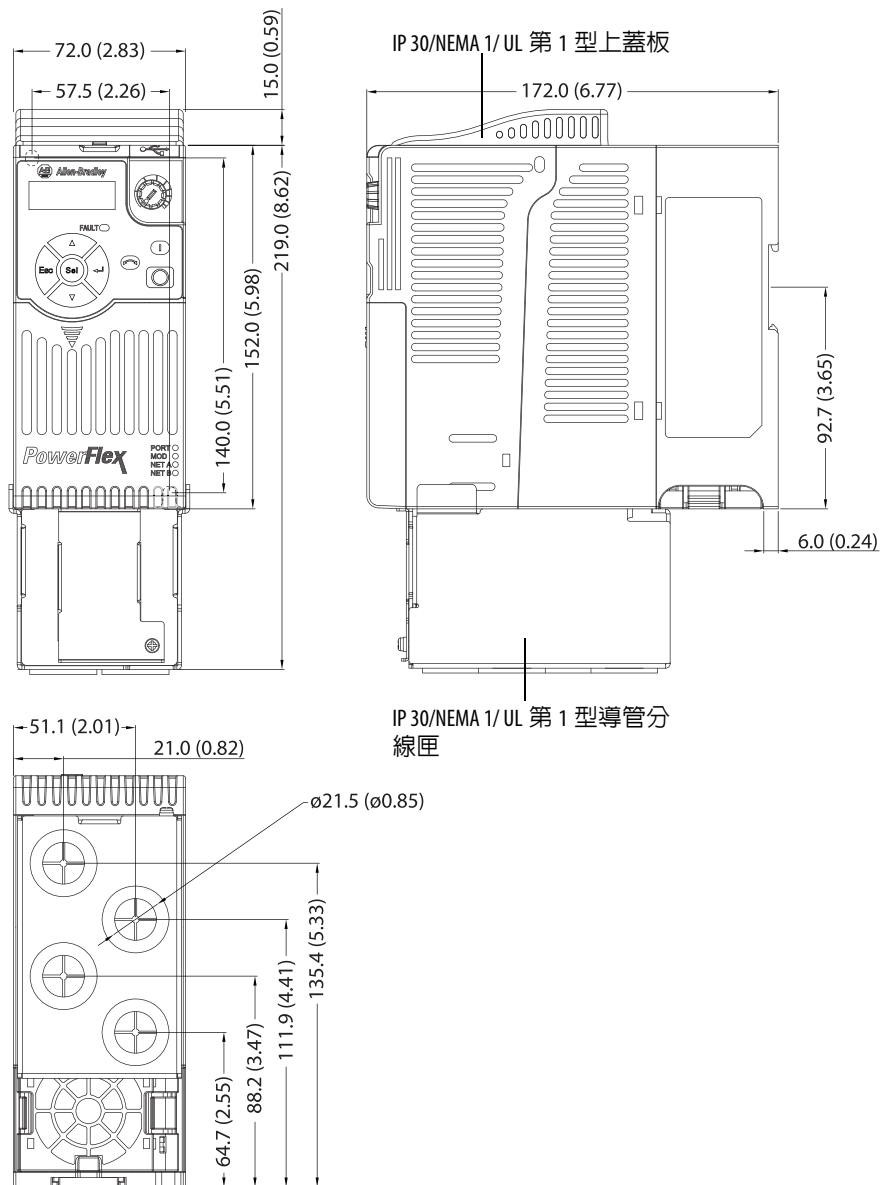 72.0 (2.83)
57.5 (2.26)
15.0 (0.59)
IP 30/NEMA 1/ UL 第 1 型上蓋板
172.0 (6.77)
AB Allen-Bradley
FAULT
Esc
Sel
PowerFlex
PORT
MOD
NET A
NET B
140.0 (5.51)
152.0 (5.98)
219.0 (8.62)
92.7 (3.65)
6.0 (0.24)
IP 30/NEMA 1/ UL 第 1 型導管分
線匣
51.1 (2.01)
21.0 (0.82)
ø21.5 (ø0.85)
64.7 (2.55)
88.2 (3.47)
111.9 (4.41)
135.4 (5.33)